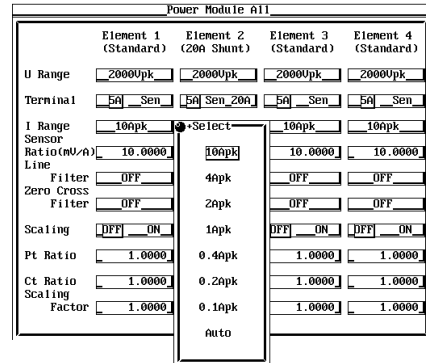 Power Module All
Element 1 Element 2 Element 3 Element 4
(Standard) (20A Shunt) (Standard) (Standard)
U Range 2000Vpk 2000Vpk 2000Vpk 2000Vpk
Terminal 5A Sen 5A Sen 20A 5A Sen 5A Sen
I Range 10Apk +Select 10Apk 10Apk
Sensor
Ratio(mV/A) 10.0000 10Apk 10.0000 10.0000
Line
Filter OFF 4Apk OFF OFF
Zero Cross
Filter OFF 2Apk OFF OFF
Scaling OFF ON 1Apk OFF ON OFF ON
Pt Ratio 1.0000 0.4Apk 1.0000 1.0000
Ct Ratio 1.0000 0.2Apk 1.0000 1.0000
Scaling
Factor 1.0000 0.1Apk 1.0000 1.0000
Auto